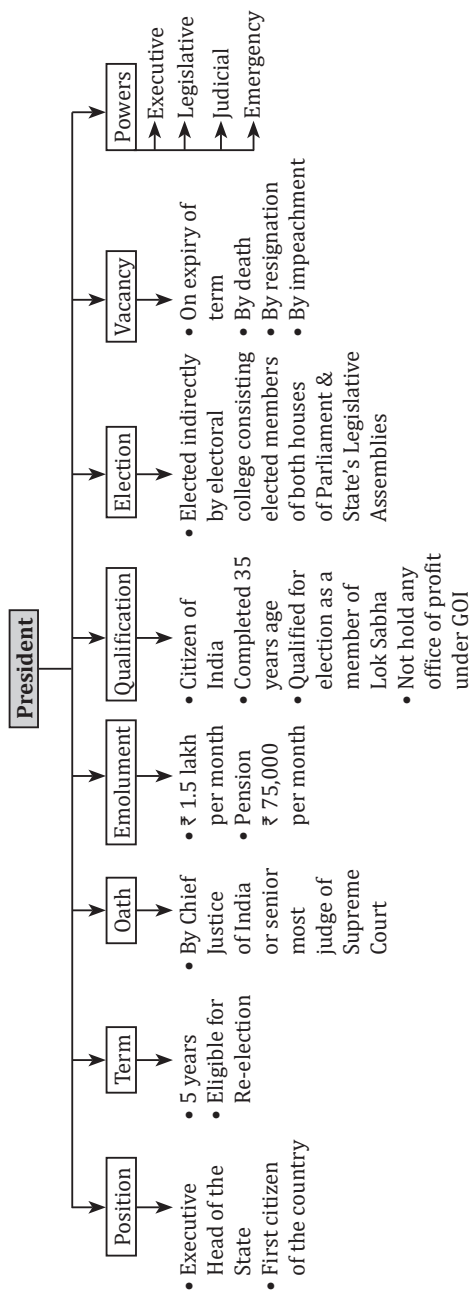 President
Position
• Executive
Head of the
State
• First citizen
of the country
Term
• 5 years
• Eligible for
Re-election
Oath
• By Chief
Justice
of India
or senior
most
judge of
Supreme
Court
Emolument
• ₹ 1.5 lakh
per month
• Pension
₹ 75,000
per month
Qualification
• Citizen of
India
• Completed 35
years age
• Qualified for
election as a
member of
Lok Sabha
• Not hold any
office of profit
under GOI
Election
• Elected indirectly
by electoral
college consisting
elected members
of both houses
of Parliament &
State’s Legislative
Assemblies
Vacancy
• On expiry of
term
• By death
• By resignation
• By impeachment
Powers
Executive
Legislative
Judicial
Emergency